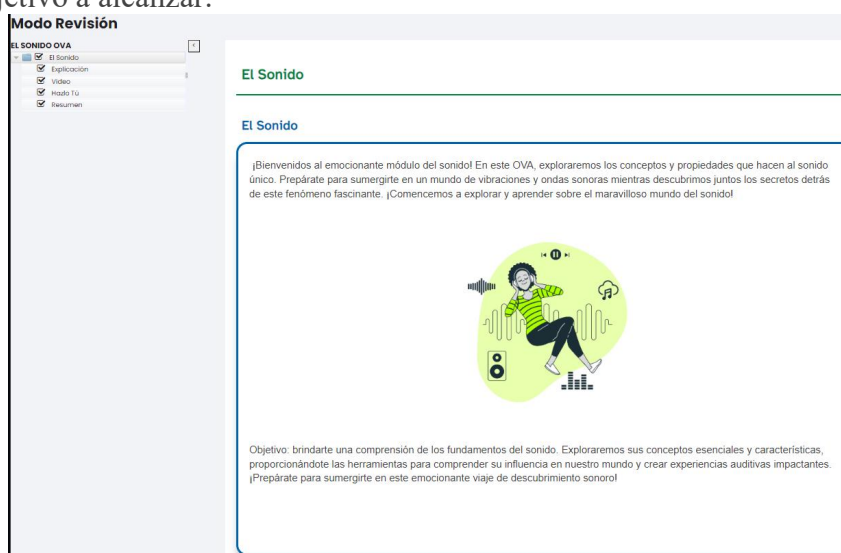 jetivo a alcanzar.
Modo Revisión
EL SONIDO OVA
El Sonido
Explicación
Video
Hazlo Tú
Resumen
El Sonido
El Sonido
¡Bienvenidos al emocionante módulo del sonido! En este OVA, exploraremos los conceptos y propiedades que hacen al sonido
único. Prepárate para sumergirte en un mundo de vibraciones y ondas sonoras mientras descubrimos juntos los secretos detrás
de este fenómeno fascinante. ¡Comencemos a explorar y aprender sobre el maravilloso mundo del sonido!
Objetivo: brindarte una comprensión de los fundamentos del sonido. Exploraremos sus conceptos esenciales y características,
proporcionándote las herramientas para comprender su influencia en nuestro mundo y crear experiencias auditivas impactantes.
¡Prepárate para sumergirte en este emocionante viaje de descubrimiento sonoro!